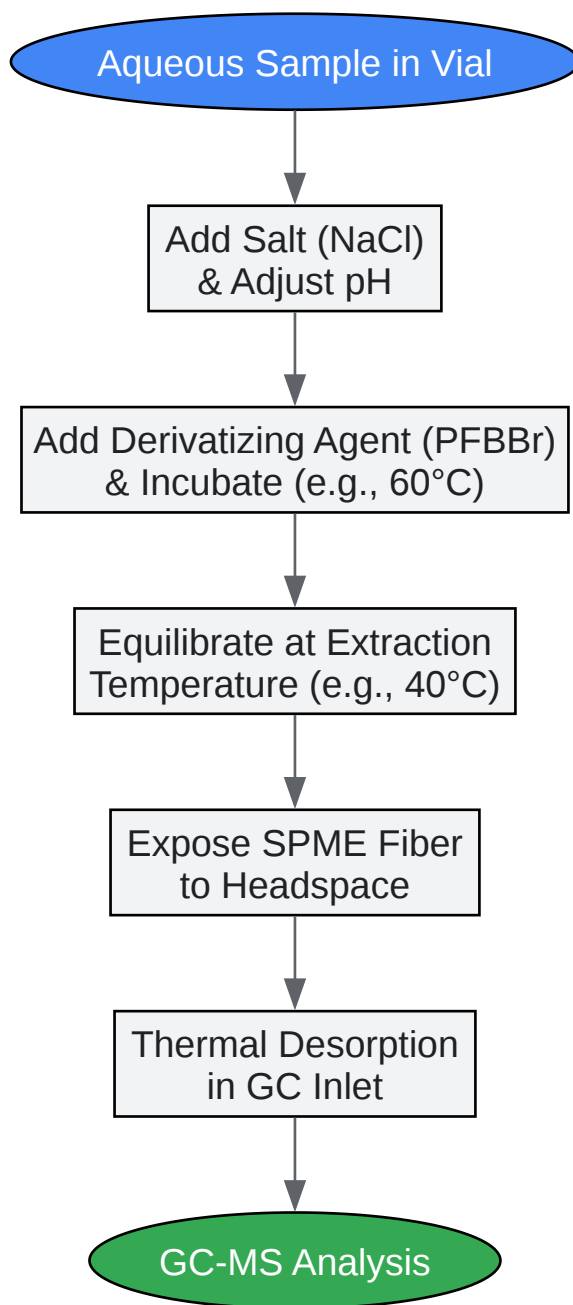 Aqueous Sample in Vial
Add Salt (NaCl)
& Adjust pH
Add Derivatizing Agent (PFBBr)
& Incubate (e.g., 60°C)
Equilibrate at Extraction
Temperature (e.g., 40°C)
Expose SPME Fiber
to Headspace
Thermal Desorption
in GC Inlet
GC-MS Analysis